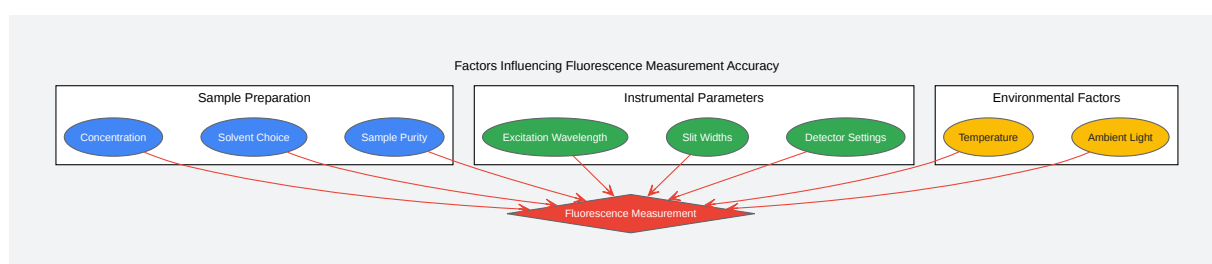 Factors Influencing Fluorescence Measurement Accuracy
Sample Preparation
Concentration
Solvent Choice
Sample Purity
Instrumental Parameters
Excitation Wavelength
Slit Widths
Detector Settings
Environmental Factors
Temperature
Ambient Light
Fluorescence Measurement